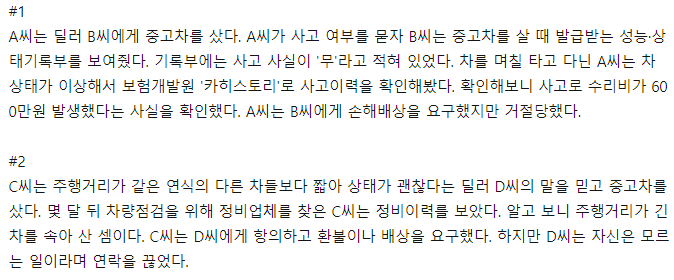 #1
A씨는 딜러 B씨에게 중고차를 샀다. A씨가 사고 여부를 묻자 B씨는 중고차를 살 때 발급받는 성능·상
태기록부를 보여줬다. 기록부에는 사고 사실이 '무'라고 적혀 있었다. 차를 며칠 타고 다닌 A씨는 차
상태가 이상해서 보험개발원 '카히스토리'로 사고이력을 확인해봤다. 확인해보니 사고로 수리비가 60
0만원 발생했다는 사실을 확인했다. A씨는 B씨에게 손해배상을 요구했지만 거절당했다.
#2
C씨는 주행거리가 같은 연식의 다른 차들보다 짧아 상태가 괜찮다는 딜러 D씨의 말을 믿고 중고차를
샀다. 몇 달 뒤 차량점검을 위해 정비업체를 찾은 C씨는 정비이력을 보았다. 알고 보니 주행거리가 긴
차를 속아 산 셈이다. C씨는 D씨에게 항의하고 환불이나 배상을 요구했다. 하지만 D씨는 자신은 모르
는 일이라며 연락을 끊었다.